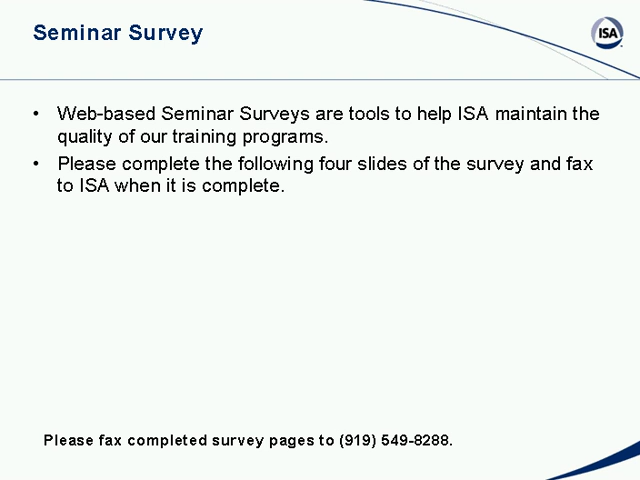 Seminar Survey
ISA
• Web-based Seminar Surveys are tools to help ISA maintain the
quality of our training programs.
• Please complete the following four slides of the survey and fax
to ISA when it is complete.
Please fax completed survey pages to (919) 549-8288.